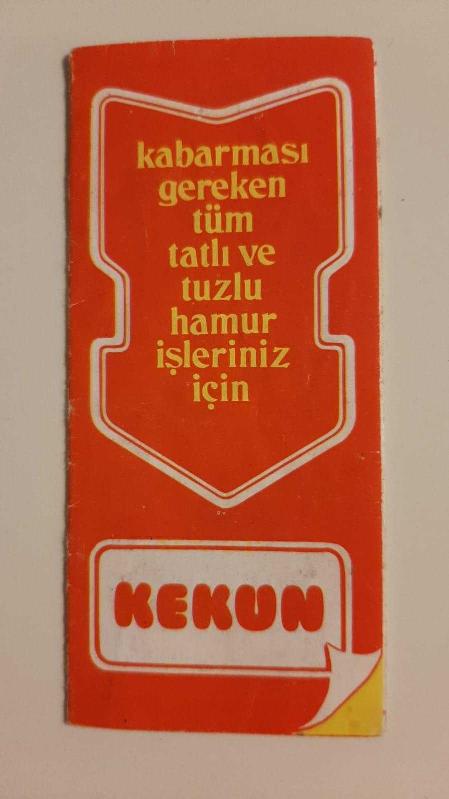 kabarması
gereken
tüm
tatlı ve
tuzlu
hamur
işleriniz
için
KEKUN